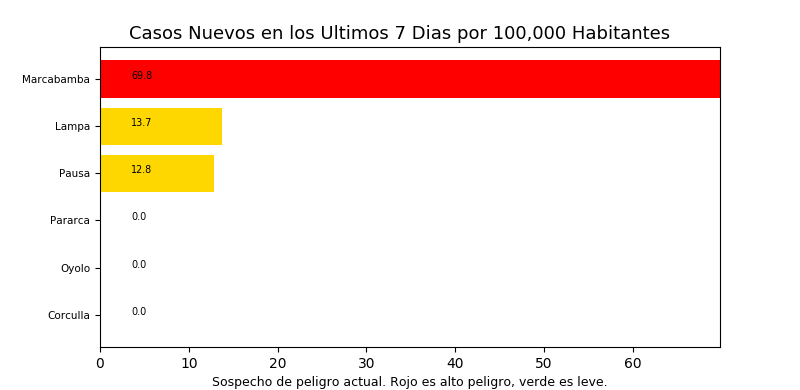 Casos Nuevos en los Ultimos 7 Dias por 100,000 Habitantes
Marcabamba 69.8
Lampa 13.7
Pausa 12.8
Pararca 0.0
Oyolo 0.0
Corculla 0.0
0 10 20 30 40 50 60
Sospecho de peligro actual. Rojo es alto peligro, verde es leve.